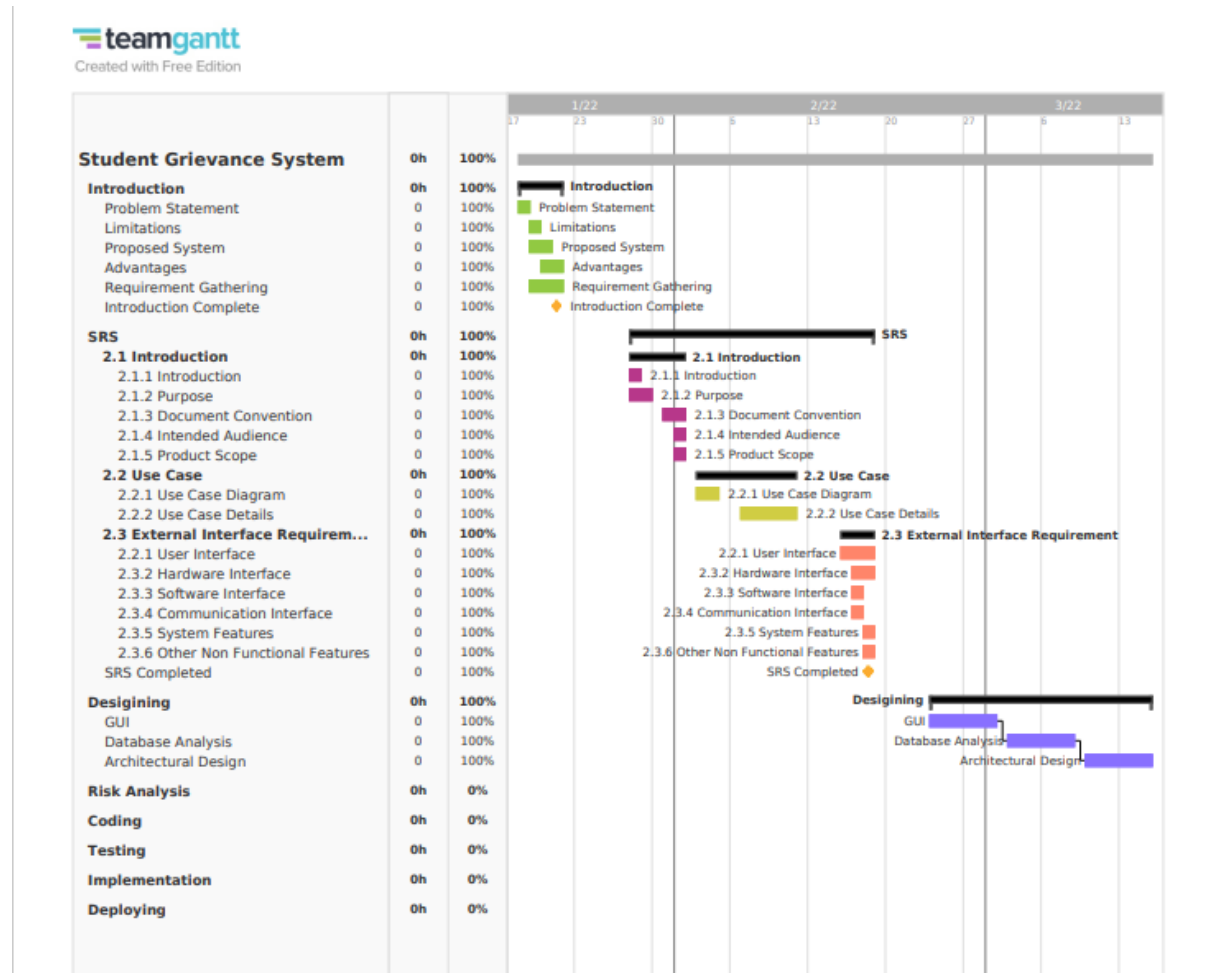 teamgantt
Created with Free Edition
1/22 2/22 3/22
17 23 30 6 13 20 27 6 13
Student Grievance System 0h 100%
Introduction 0h 100% Introduction
Problem Statement 0 100% Problem Statement
Limitations 0 100% Limitations
Proposed System 0 100% Proposed System
Advantages 0 100% Advantages
Requirement Gathering 0 100% Requirement Gathering
Introduction Complete 0 100% Introduction Complete
SRS 0h 100% SRS
2.1 Introduction 0h 100% 2.1 Introduction
2.1.1 Introduction 0 100% 2.1.1 Introduction
2.1.2 Purpose 0 100% 2.1.2 Purpose
2.1.3 Document Convention 0 100% 2.1.3 Document Convention
2.1.4 Intended Audience 0 100% 2.1.4 Intended Audience
2.1.5 Product Scope 0 100% 2.1.5 Product Scope
2.2 Use Case 0h 100% 2.2 Use Case
2.2.1 Use Case Diagram 0 100% 2.2.1 Use Case Diagram
2.2.2 Use Case Details 0 100% 2.2.2 Use Case Details
2.3 External Interface Requirem... 0h 100% 2.3 External Interface Requirement
2.2.1 User Interface 0 100% 2.2.1 User Interface
2.3.2 Hardware Interface 0 100% 2.3.2 Hardware Interface
2.3.3 Software Interface 0 100% 2.3.3 Software Interface
2.3.4 Communication Interface 0 100% 2.3.4 Communication Interface
2.3.5 System Features 0 100% 2.3.5 System Features
2.3.6 Other Non Functional Features 0 100% 2.3.6 Other Non Functional Features
SRS Completed 0 100% SRS Completed
Desigining 0h 100% Desigining
GUI 0 100% GUI
Database Analysis 0 100% Database Analysis
Architectural Design 0 100% Architectural Design
Risk Analysis 0h 0%
Coding 0h 0%
Testing 0h 0%
Implementation 0h 0%
Deploying 0h 0%